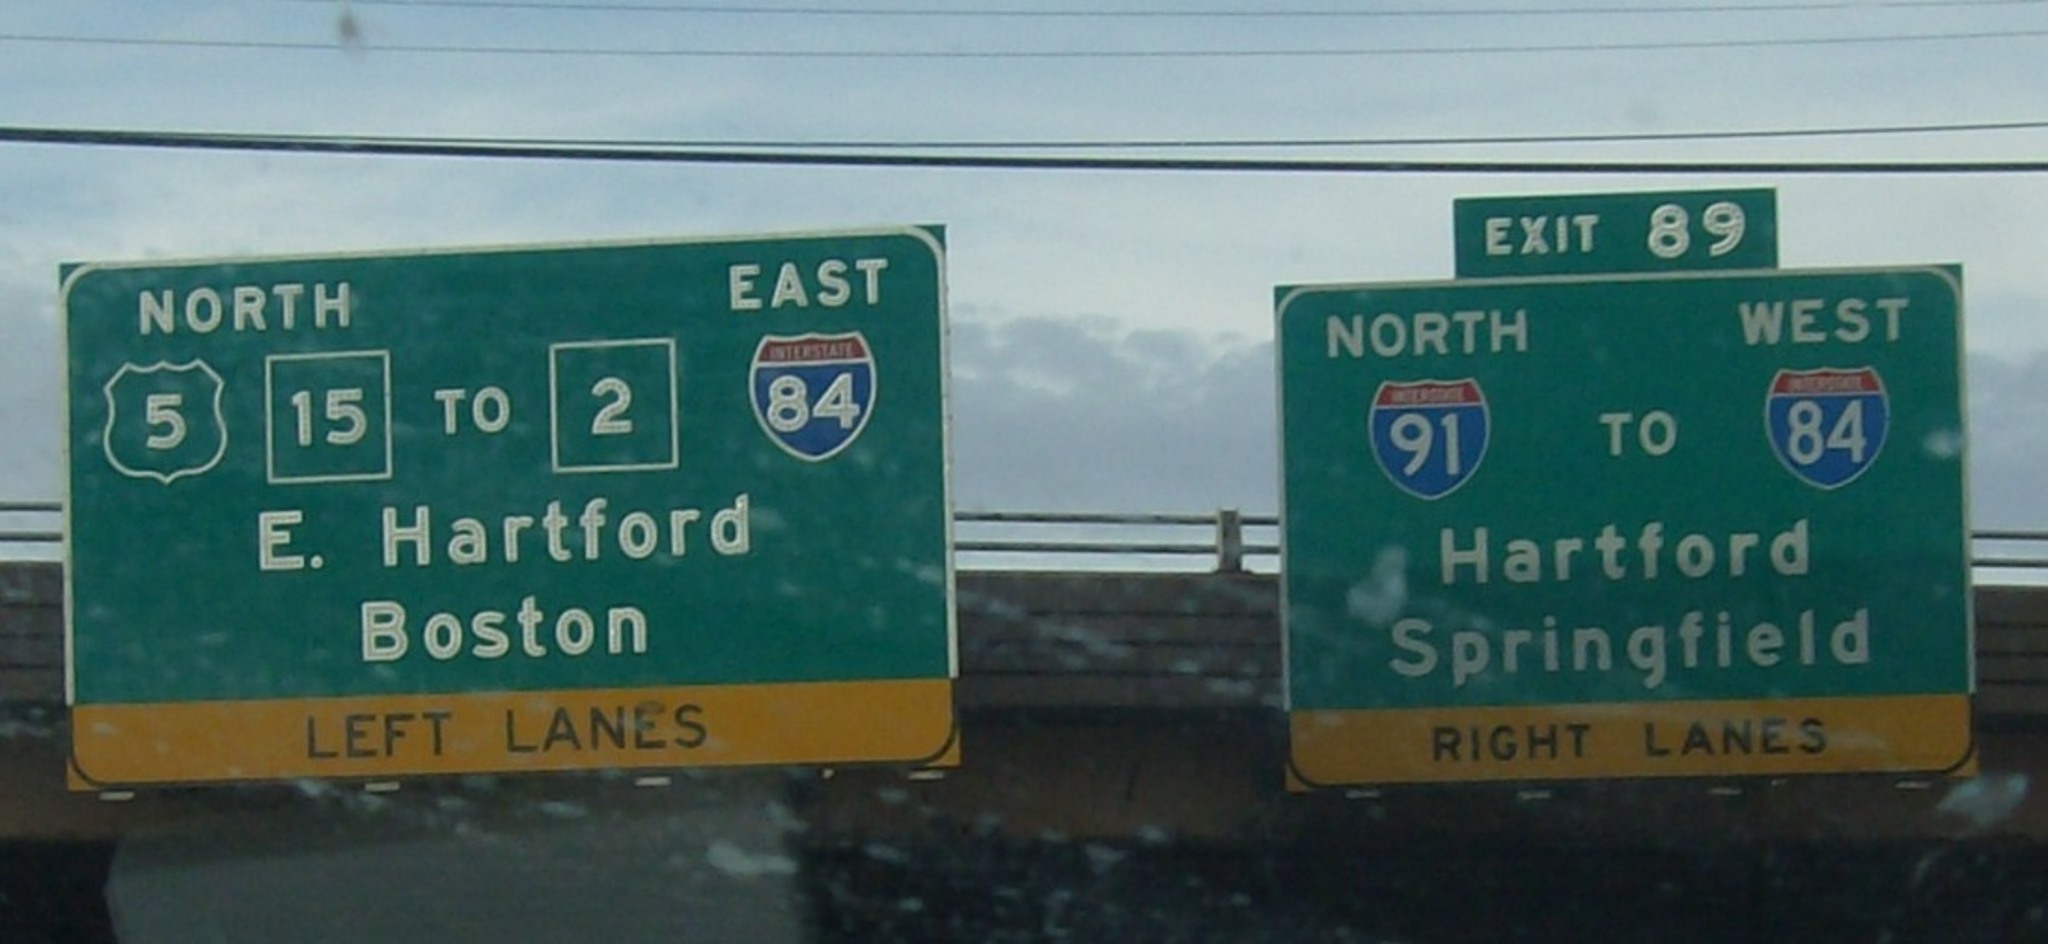 NORTH EAST
5 15 TO 2 INTERSTATE 84
E. Hartford
Boston
LEFT LANES
EXIT 89
NORTH WEST
INTERSTATE 91 TO INTERSTATE 84
Hartford
Springfield
RIGHT LANES